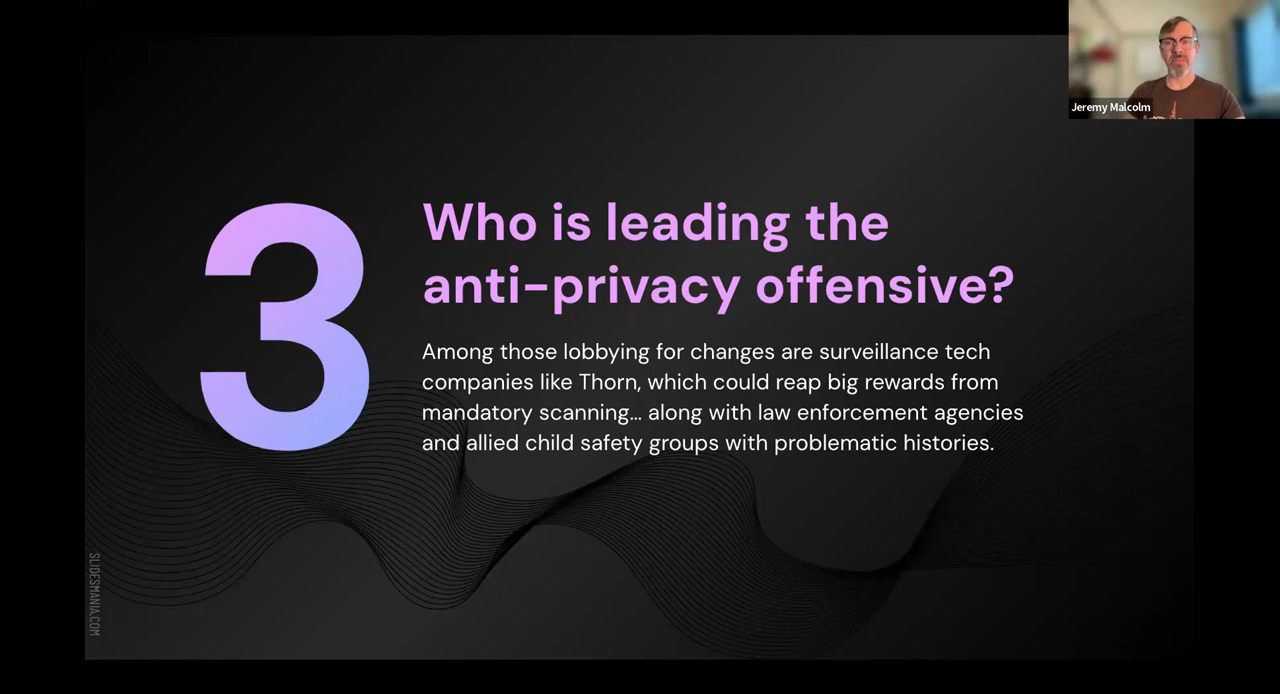 Jeremy Malcolm
3
Who is leading the
anti-privacy offensive?
Among those lobbying for changes are surveillance tech
companies like Thorn, which could reap big rewards from
mandatory scanning... along with law enforcement agencies
and allied child safety groups with problematic histories.
SLIDESMANIA.COM